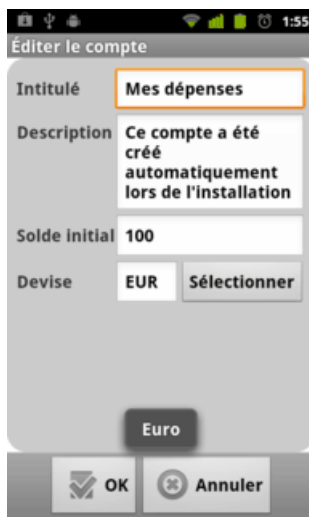 1:55
Éditer le compte
Intitulé
Mes dépenses
Description
Ce compte a été
créé
automatiquement
lors de l'installation
Solde initial
100
Devise
EUR
Sélectionner
Euro
OK
Annuler